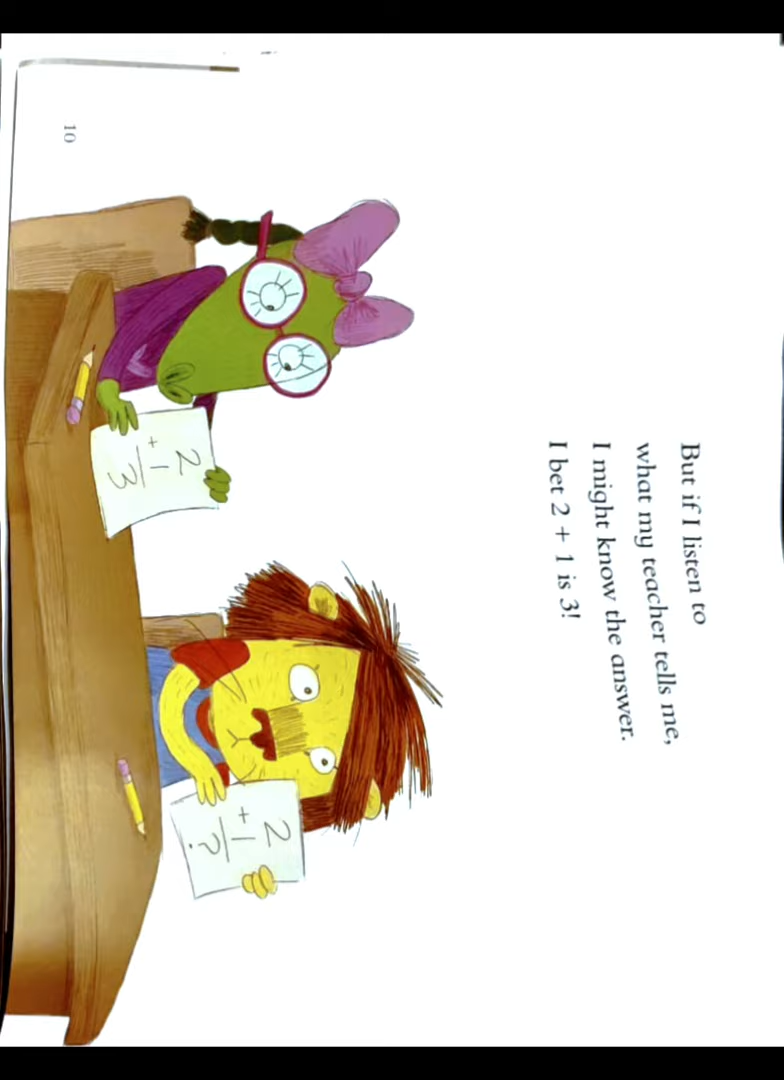 But if I listen to
what my teacher tells me,
I might know the answer.
I bet 2 + 1 is 3!
2
+1
3
2
+1
?
10